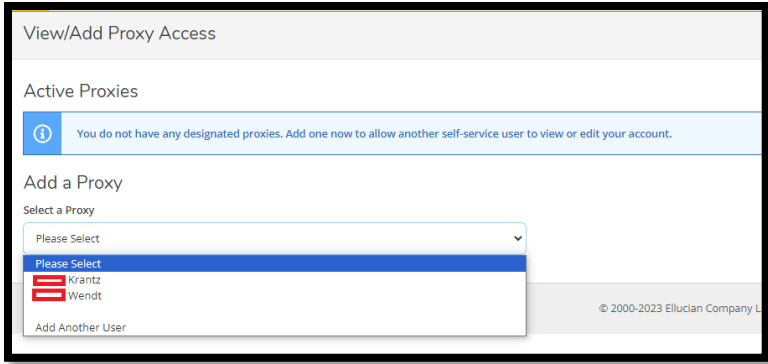 View/Add Proxy Access
Active Proxies
You do not have any designated proxies. Add one now to allow another self-service user to view or edit your account.
Add a Proxy
Select a Proxy
Please Select
Please Select
Krantz
Wendt
© 2000-2023 Ellucian Company L
Add Another User